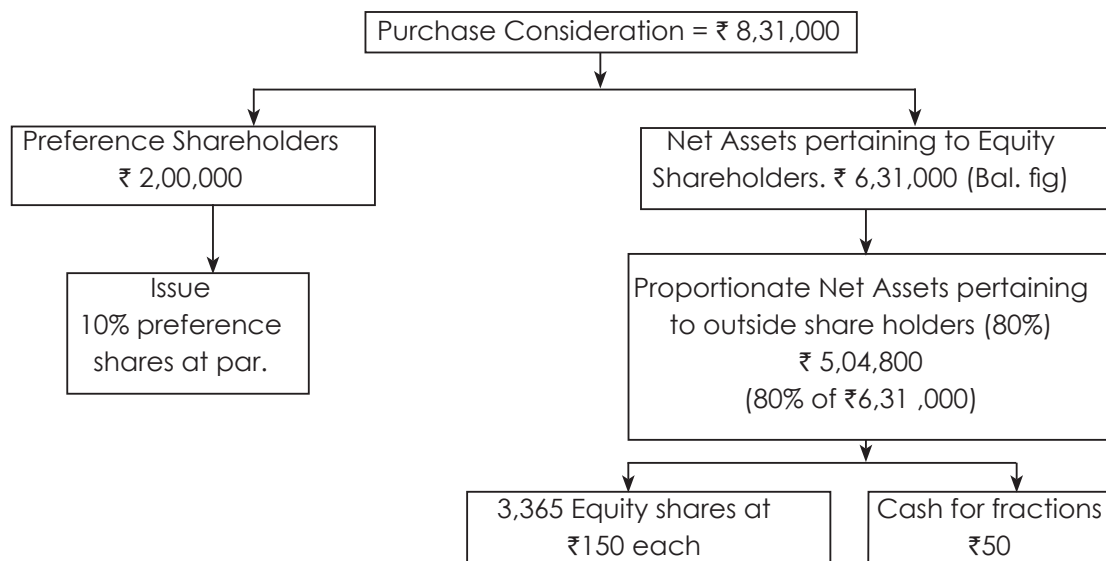 Purchase Consideration = ₹ 8,31,000
Preference Shareholders
₹ 2,00,000
Net Assets pertaining to Equity
Shareholders. ₹ 6,31,000 (Bal. fig)
Issue
10% preference
shares at par.
Proportionate Net Assets pertaining
to outside share holders (80%)
₹ 5,04,800
(80% of ₹6,31 ,000)
3,365 Equity shares at
₹150 each
Cash for fractions
₹50